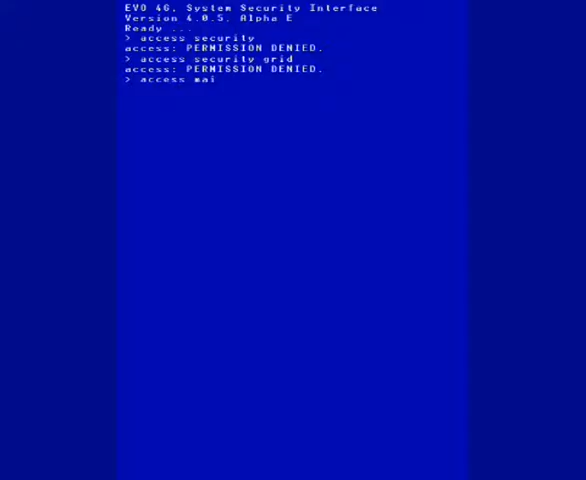 EVO 4G, System Security Interface
Version 4.0.5, Alpha E
Ready ...
> access security
access: PERMISSION DENIED.
> access security grid
access: PERMISSION DENIED.
> access mai